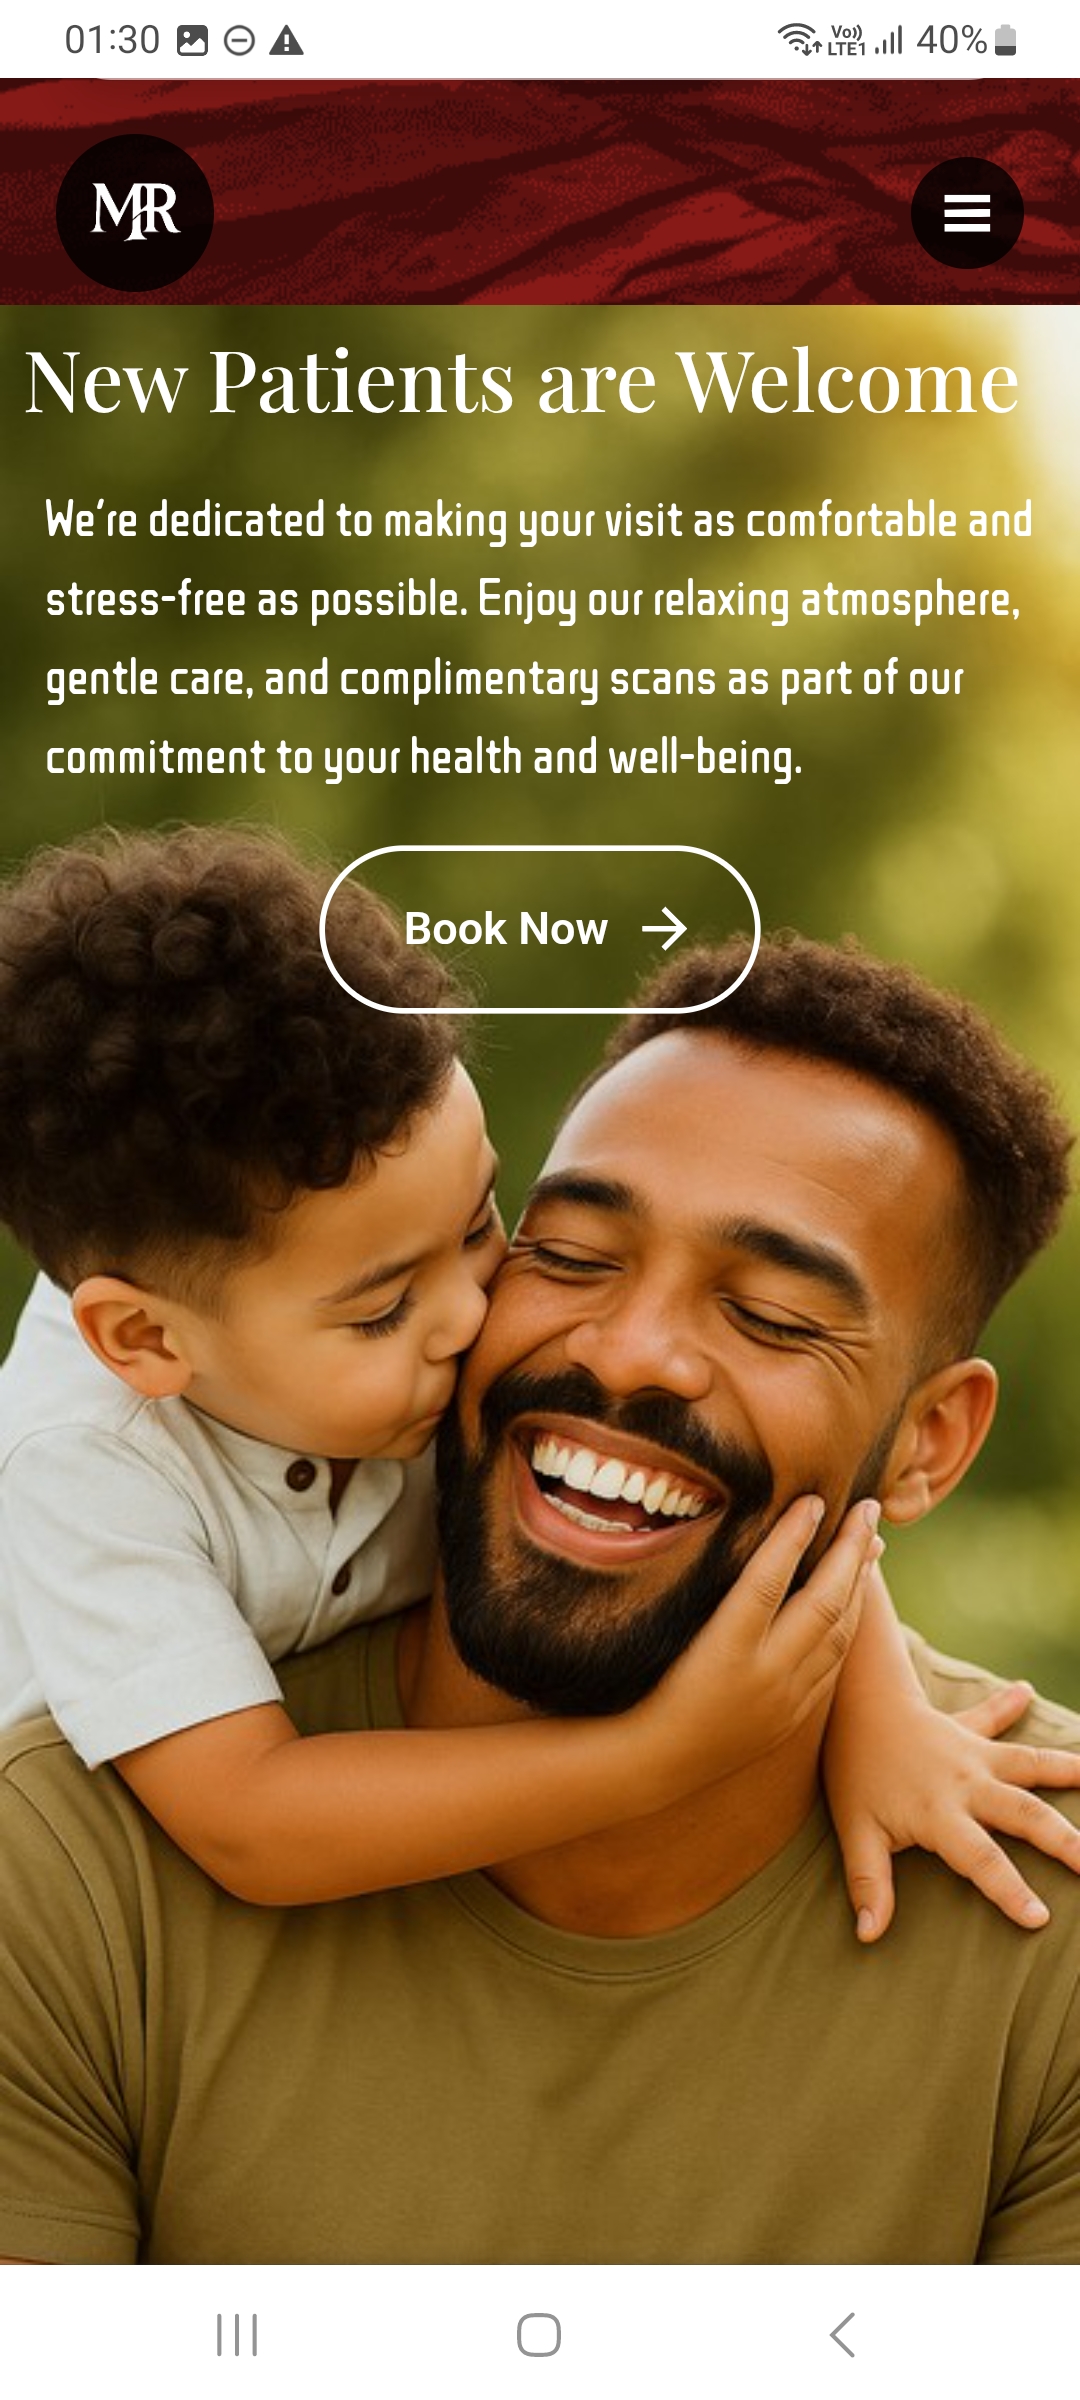 01:30 Vo)) LTE1 40%
MR
New Patients are Welcome
We're dedicated to making your visit as comfortable and
stress-free as possible. Enjoy our relaxing atmosphere,
gentle care, and complimentary scans as part of our
commitment to your health and well-being.
Book Now →